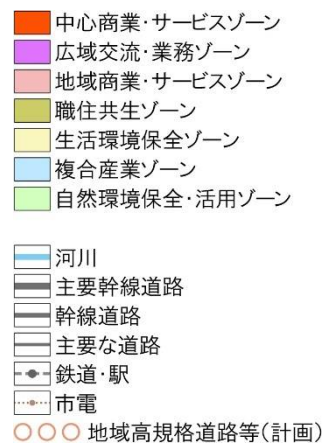 中心商業・サービスゾーン
広域交流・業務ゾーン
地域商業・サービスゾーン
職住共生ゾーン
生活環境保全ゾーン
複合産業ゾーン
自然環境保全・活用ゾーン
河川
主要幹線道路
幹線道路
主要な道路
鉄道・駅
市電
地域高規格道路等(計画)